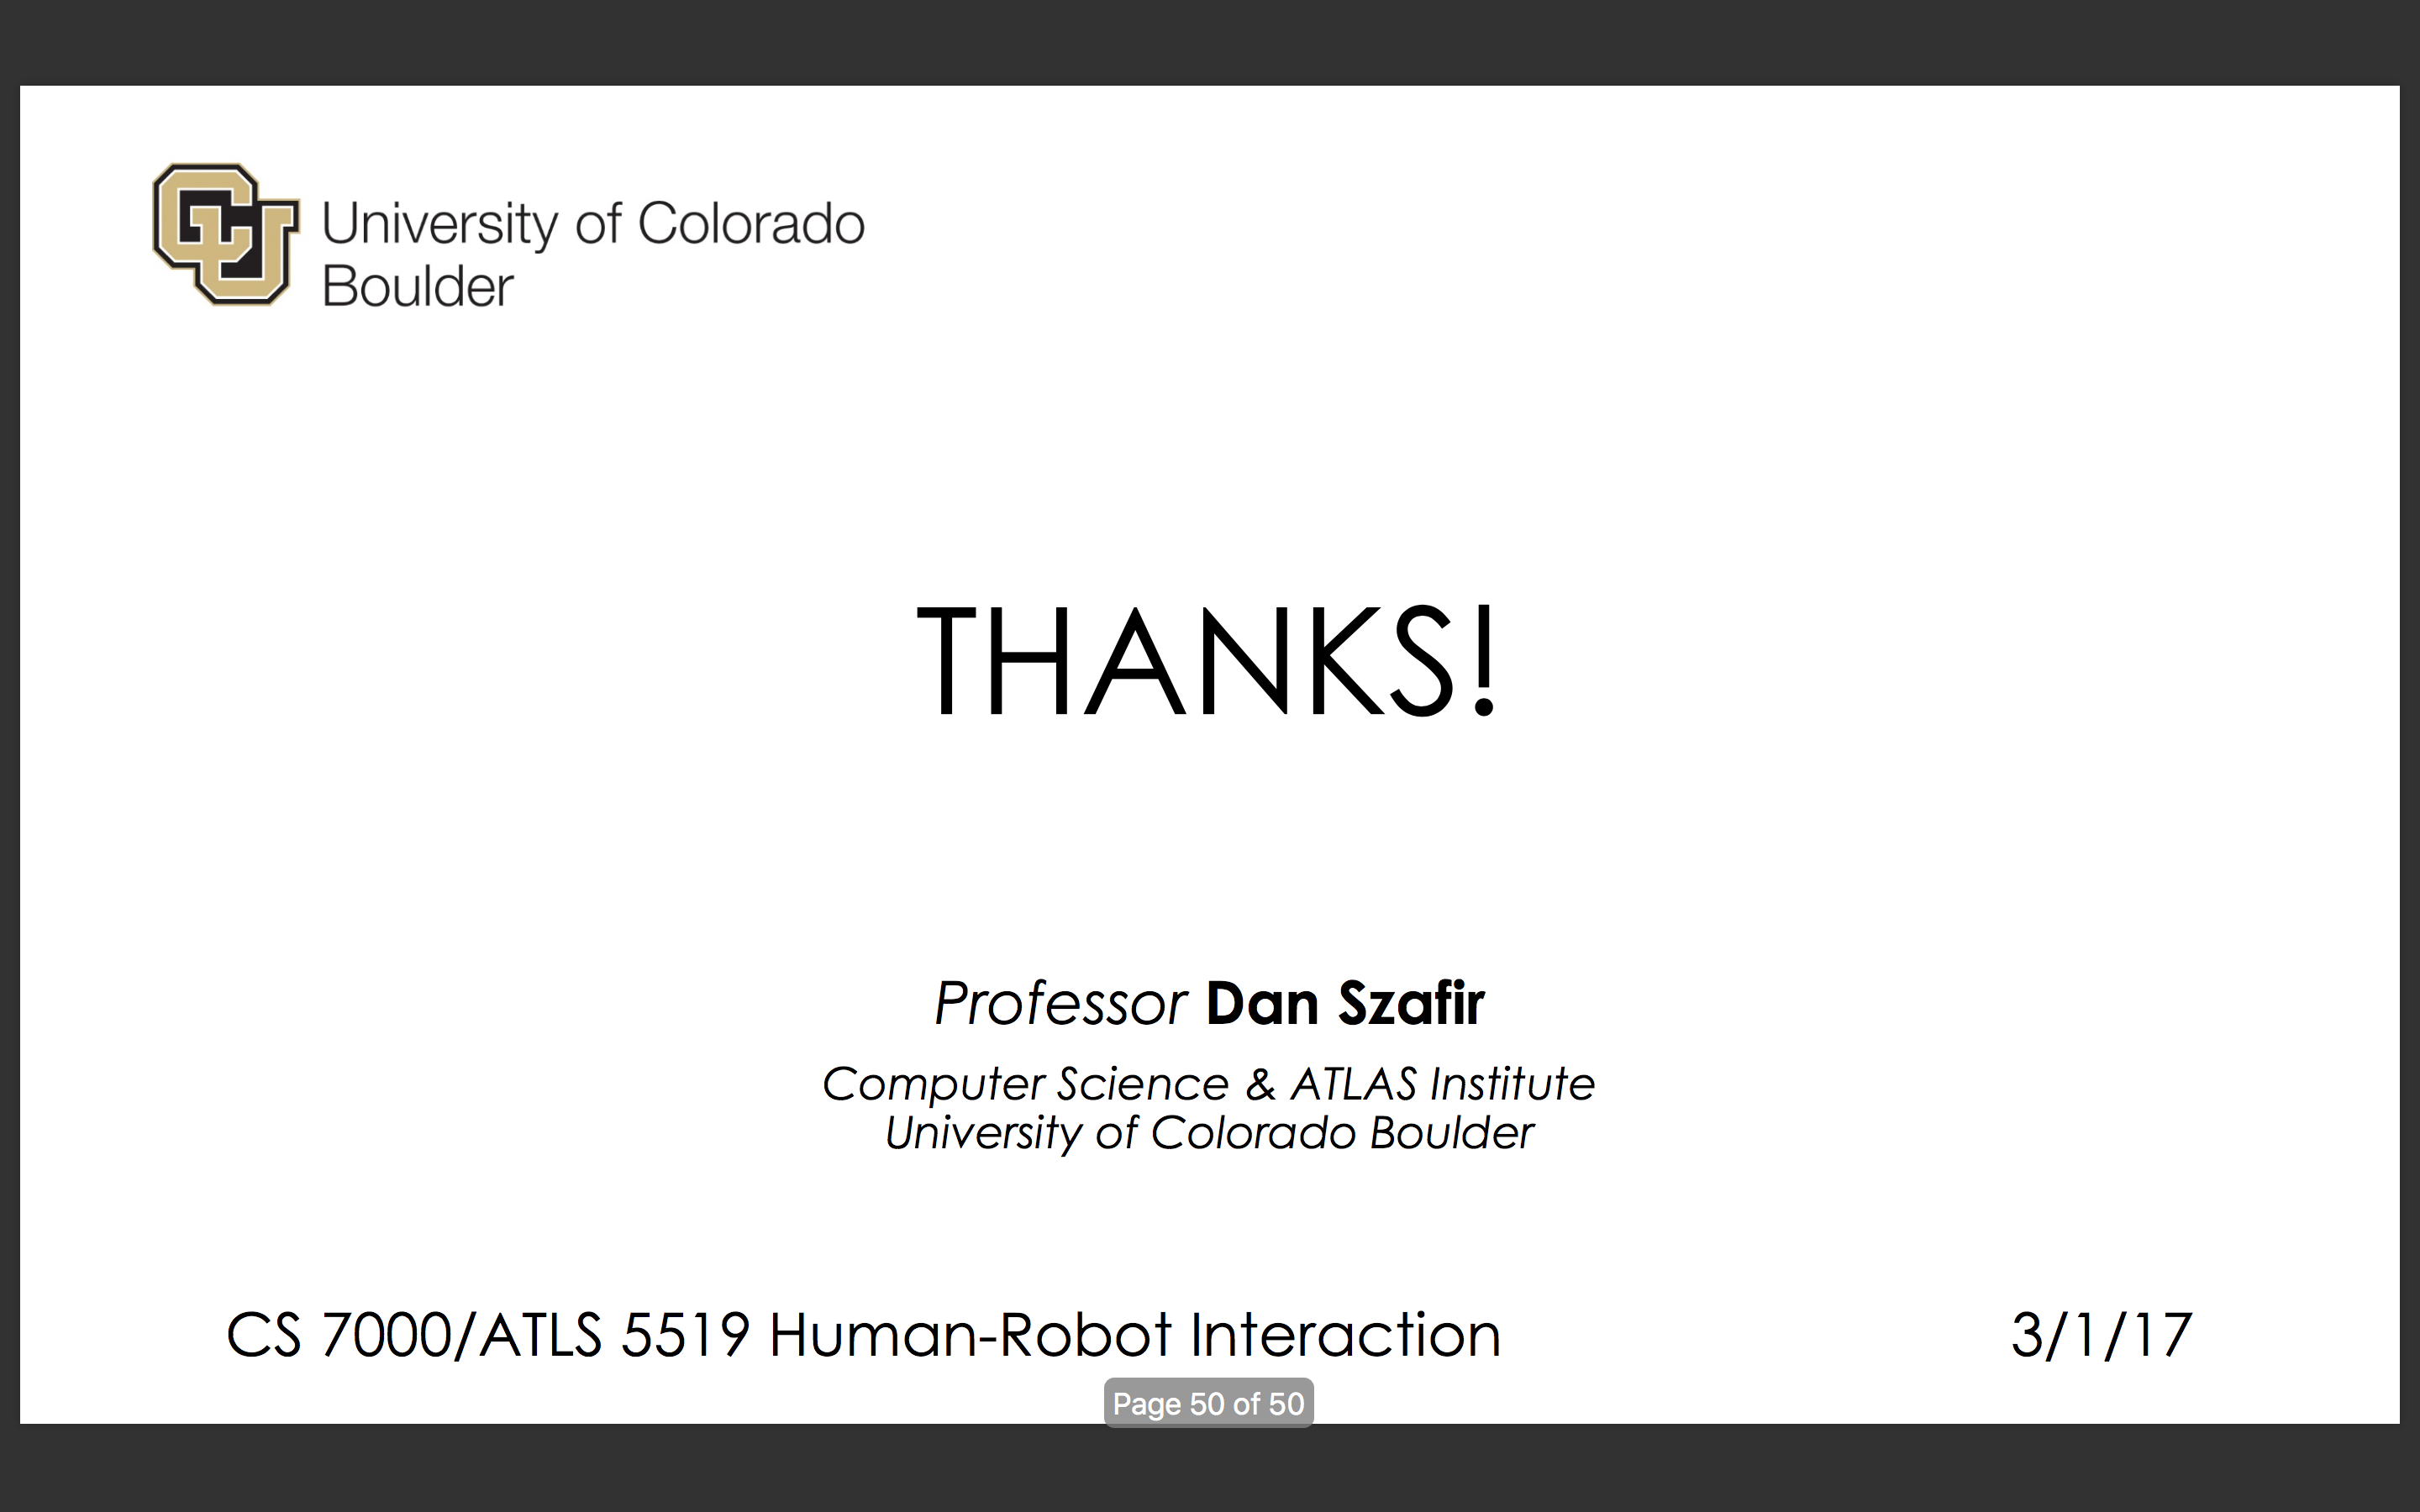 CU
University of Colorado
Boulder
THANKS!
Professor Dan Szafir
Computer Science & ATLAS Institute
University of Colorado Boulder
CS 7000/ATLS 5519 Human-Robot Interaction
3/1/17
Page 50 of 50